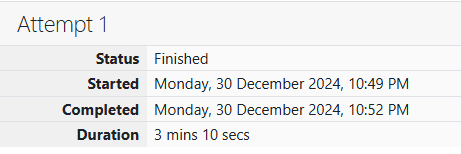 Attempt 1
Status Finished
Started Monday, 30 December 2024, 10:49 PM
Completed Monday, 30 December 2024, 10:52 PM
Duration 3 mins 10 secs